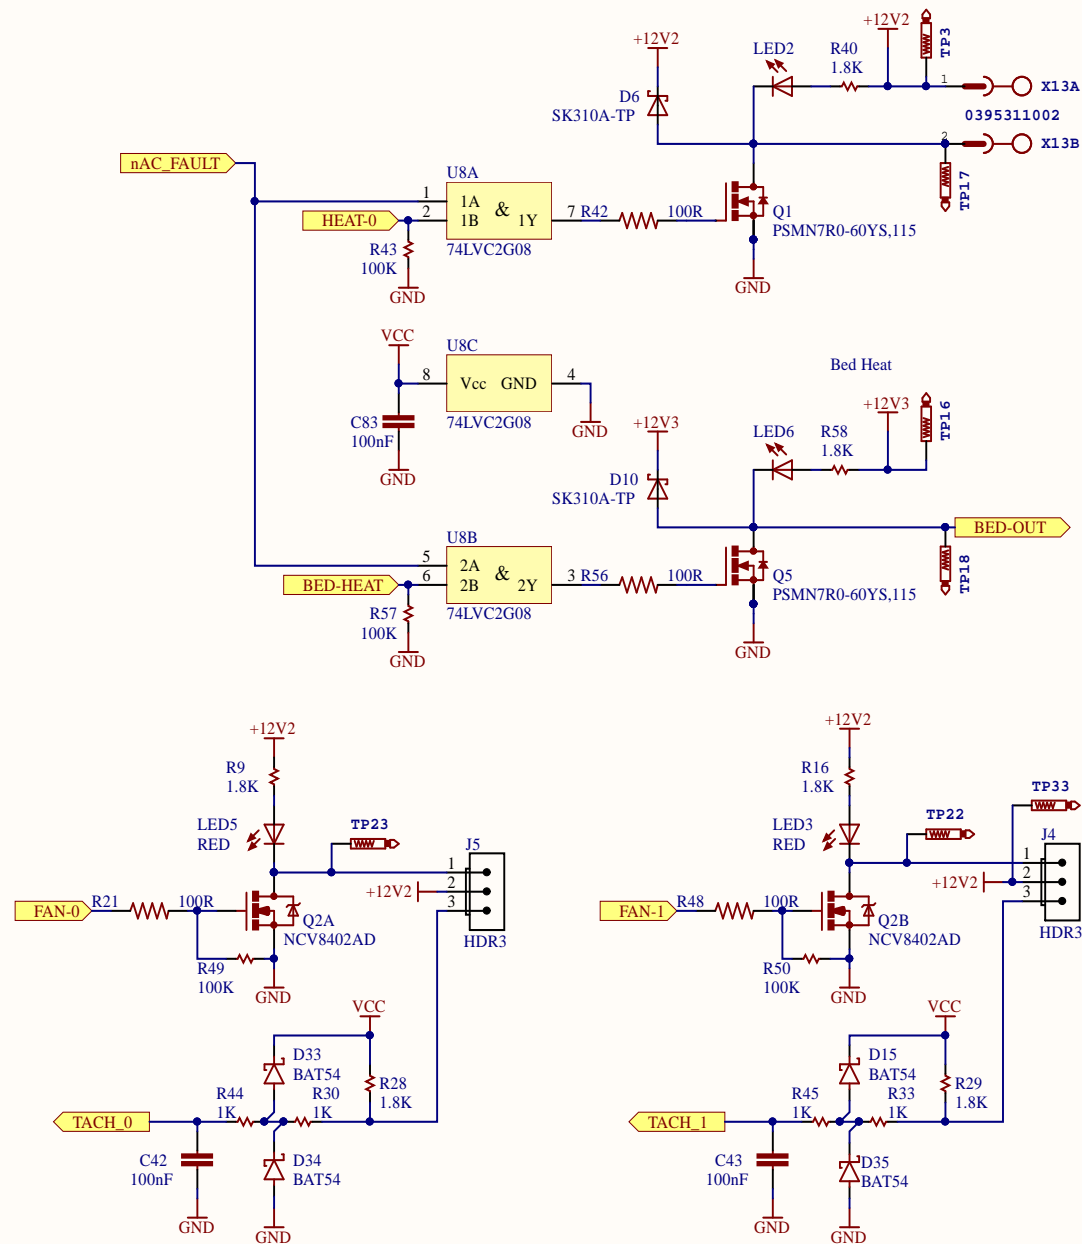 +12V2
TP3
+12V2
LED2
R40
1.8K
1
X13A
D6
SK310A-TP
0395311002
2
X13B
nAC_FAULT
U8A
1
1A
&
2
1B
1Y
7
R42
100R
TP17
HEAT-0
Q1
PSMN7R0-60YS,115
R43
100K
74LVC2G08
GND
GND
VCC
U8C
8
Vcc
GND
4
Bed Heat
C83
100nF
74LVC2G08
GND
GND
+12V3
+12V3
TP16
LED6
R58
1.8K
D10
SK310A-TP
BED-OUT
U8B
5
2A
&
6
2B
2Y
3
R56
100R
TP18
BED-HEAT
Q5
PSMN7R0-60YS,115
R57
100K
74LVC2G08
GND
GND
+12V2
R9
1.8K
LED5
RED
TP23
J5
1
+12V2
2
3
FAN-0
R21
100R
Q2A
NCV8402AD
HDR3
R49
100K
GND
VCC
D33
BAT54
R44
1K
R30
1K
R28
1.8K
TACH_0
C42
100nF
D34
BAT54
GND
GND
+12V2
R16
1.8K
TP33
LED3
RED
TP22
J4
1
+12V2
2
3
FAN-1
R48
100R
Q2B
NCV8402AD
HDR3
R50
100K
GND
VCC
D15
BAT54
R45
1K
R33
1K
R29
1.8K
TACH_1
C43
100nF
D35
BAT54
GND
GND